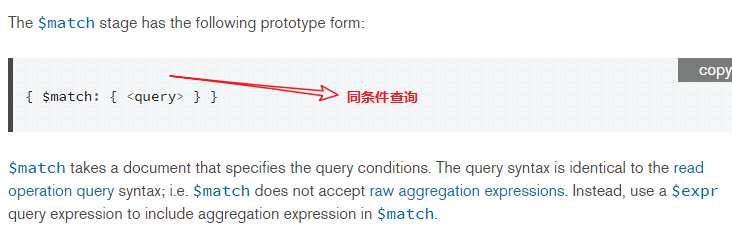 The $match stage has the following prototype form:
copy
{ $match: { <query> } }
同条件查询
$match takes a document that specifies the query conditions. The query syntax is identical to the read
operation query syntax; i.e. $match does not accept raw aggregation expressions. Instead, use a $expr
query expression to include aggregation expression in $match.